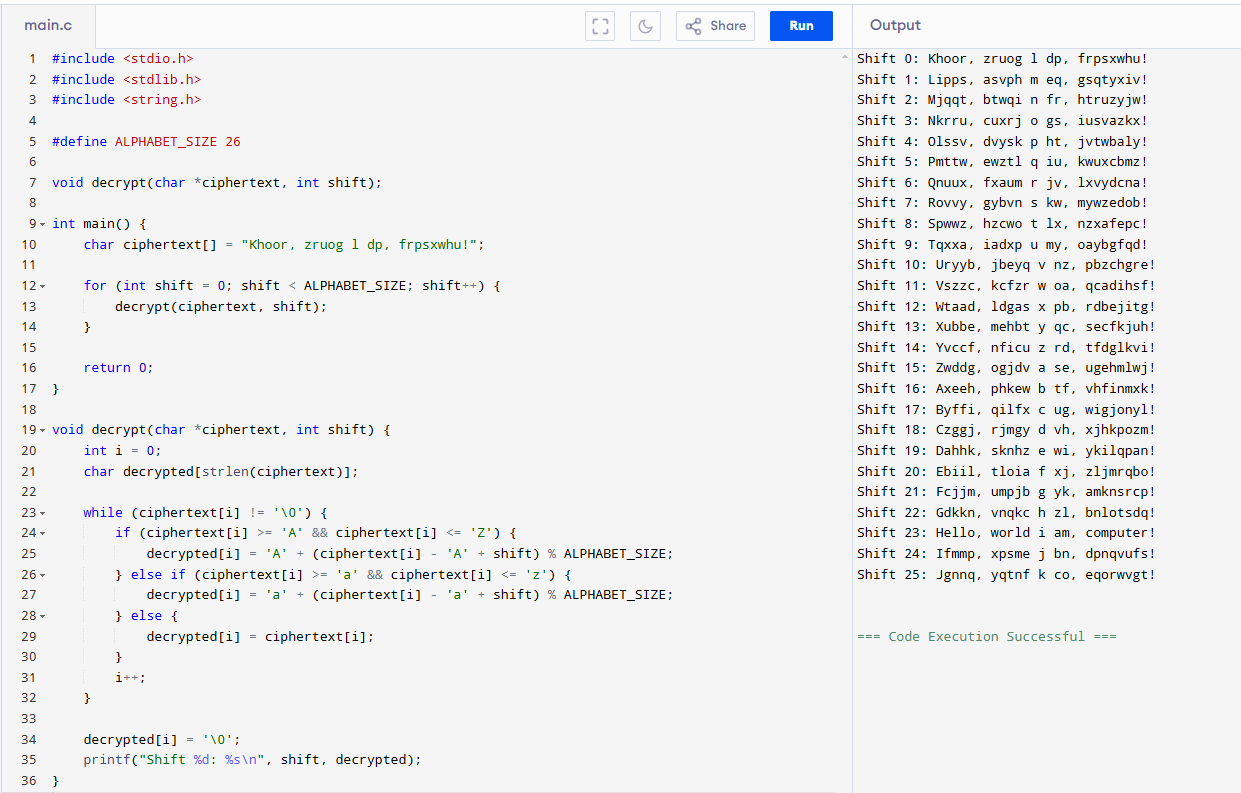 main.c
Share
Run
Output
1 #include <stdio.h>
2 #include <stdlib.h>
3 #include <string.h>
4
5 #define ALPHABET_SIZE 26
6
7 void decrypt(char *ciphertext, int shift);
8
9 int main() {
10     char ciphertext[] = "Khoor, zruog l dp, frpsxwhu!";
11
12     for (int shift = 0; shift < ALPHABET_SIZE; shift++) {
13         decrypt(ciphertext, shift);
14     }
15
16     return 0;
17 }
18
19 void decrypt(char *ciphertext, int shift) {
20     int i = 0;
21     char decrypted[strlen(ciphertext)];
22
23     while (ciphertext[i] != '\0') {
24         if (ciphertext[i] >= 'A' && ciphertext[i] <= 'Z') {
25             decrypted[i] = 'A' + (ciphertext[i] - 'A' + shift) % ALPHABET_SIZE;
26         } else if (ciphertext[i] >= 'a' && ciphertext[i] <= 'z') {
27             decrypted[i] = 'a' + (ciphertext[i] - 'a' + shift) % ALPHABET_SIZE;
28         } else {
29             decrypted[i] = ciphertext[i];
30         }
31         i++;
32     }
33
34     decrypted[i] = '\0';
35     printf("Shift %d: %s\n", shift, decrypted);
36 }
Shift 0: Khoor, zruog l dp, frpsxwhu!
Shift 1: Lipps, asvph m eq, gsqtyxiv!
Shift 2: Mjqqt, btwqi n fr, htruzyjw!
Shift 3: Nkrru, cuxrj o gs, iusvazkx!
Shift 4: Olssv, dvysk p ht, jvtwbaly!
Shift 5: Pmttw, ewztl q iu, kwuxcbmz!
Shift 6: Qnuux, fxaum r jv, lxvydcna!
Shift 7: Rovvy, gybvn s kw, mywzedob!
Shift 8: Spwwz, hzcwo t lx, nzxafepc!
Shift 9: Tqxxa, iadxp u my, oaybgfqd!
Shift 10: Uryyb, jbeyq v nz, pbzchgre!
Shift 11: Vszzc, kcfzr w oa, qcadihsf!
Shift 12: Wtaad, ldgas x pb, rdbejitg!
Shift 13: Xubbe, mehbt y qc, secfkjuh!
Shift 14: Yvccf, nficu z rd, tfdglkvi!
Shift 15: Zwddg, ogjdv a se, ugehmlwj!
Shift 16: Axeeh, phkew b tf, vhfinmxk!
Shift 17: Byffi, qilfx c ug, wigjonyl!
Shift 18: Czggj, rjmgy d vh, xjhkpozm!
Shift 19: Dahhk, sknhz e wi, ykilqpan!
Shift 20: Ebiil, tloia f xj, zljmrqbo!
Shift 21: Fcjjm, umpjb g yk, amknsrcp!
Shift 22: Gdkkn, vnqkc h zl, bnlotsdq!
Shift 23: Hello, world i am, computer!
Shift 24: Ifmmp, xpsme j bn, dpnqvufs!
Shift 25: Jgnnq, yqtnf k co, eqorwvgt!
=== Code Execution Successful ===